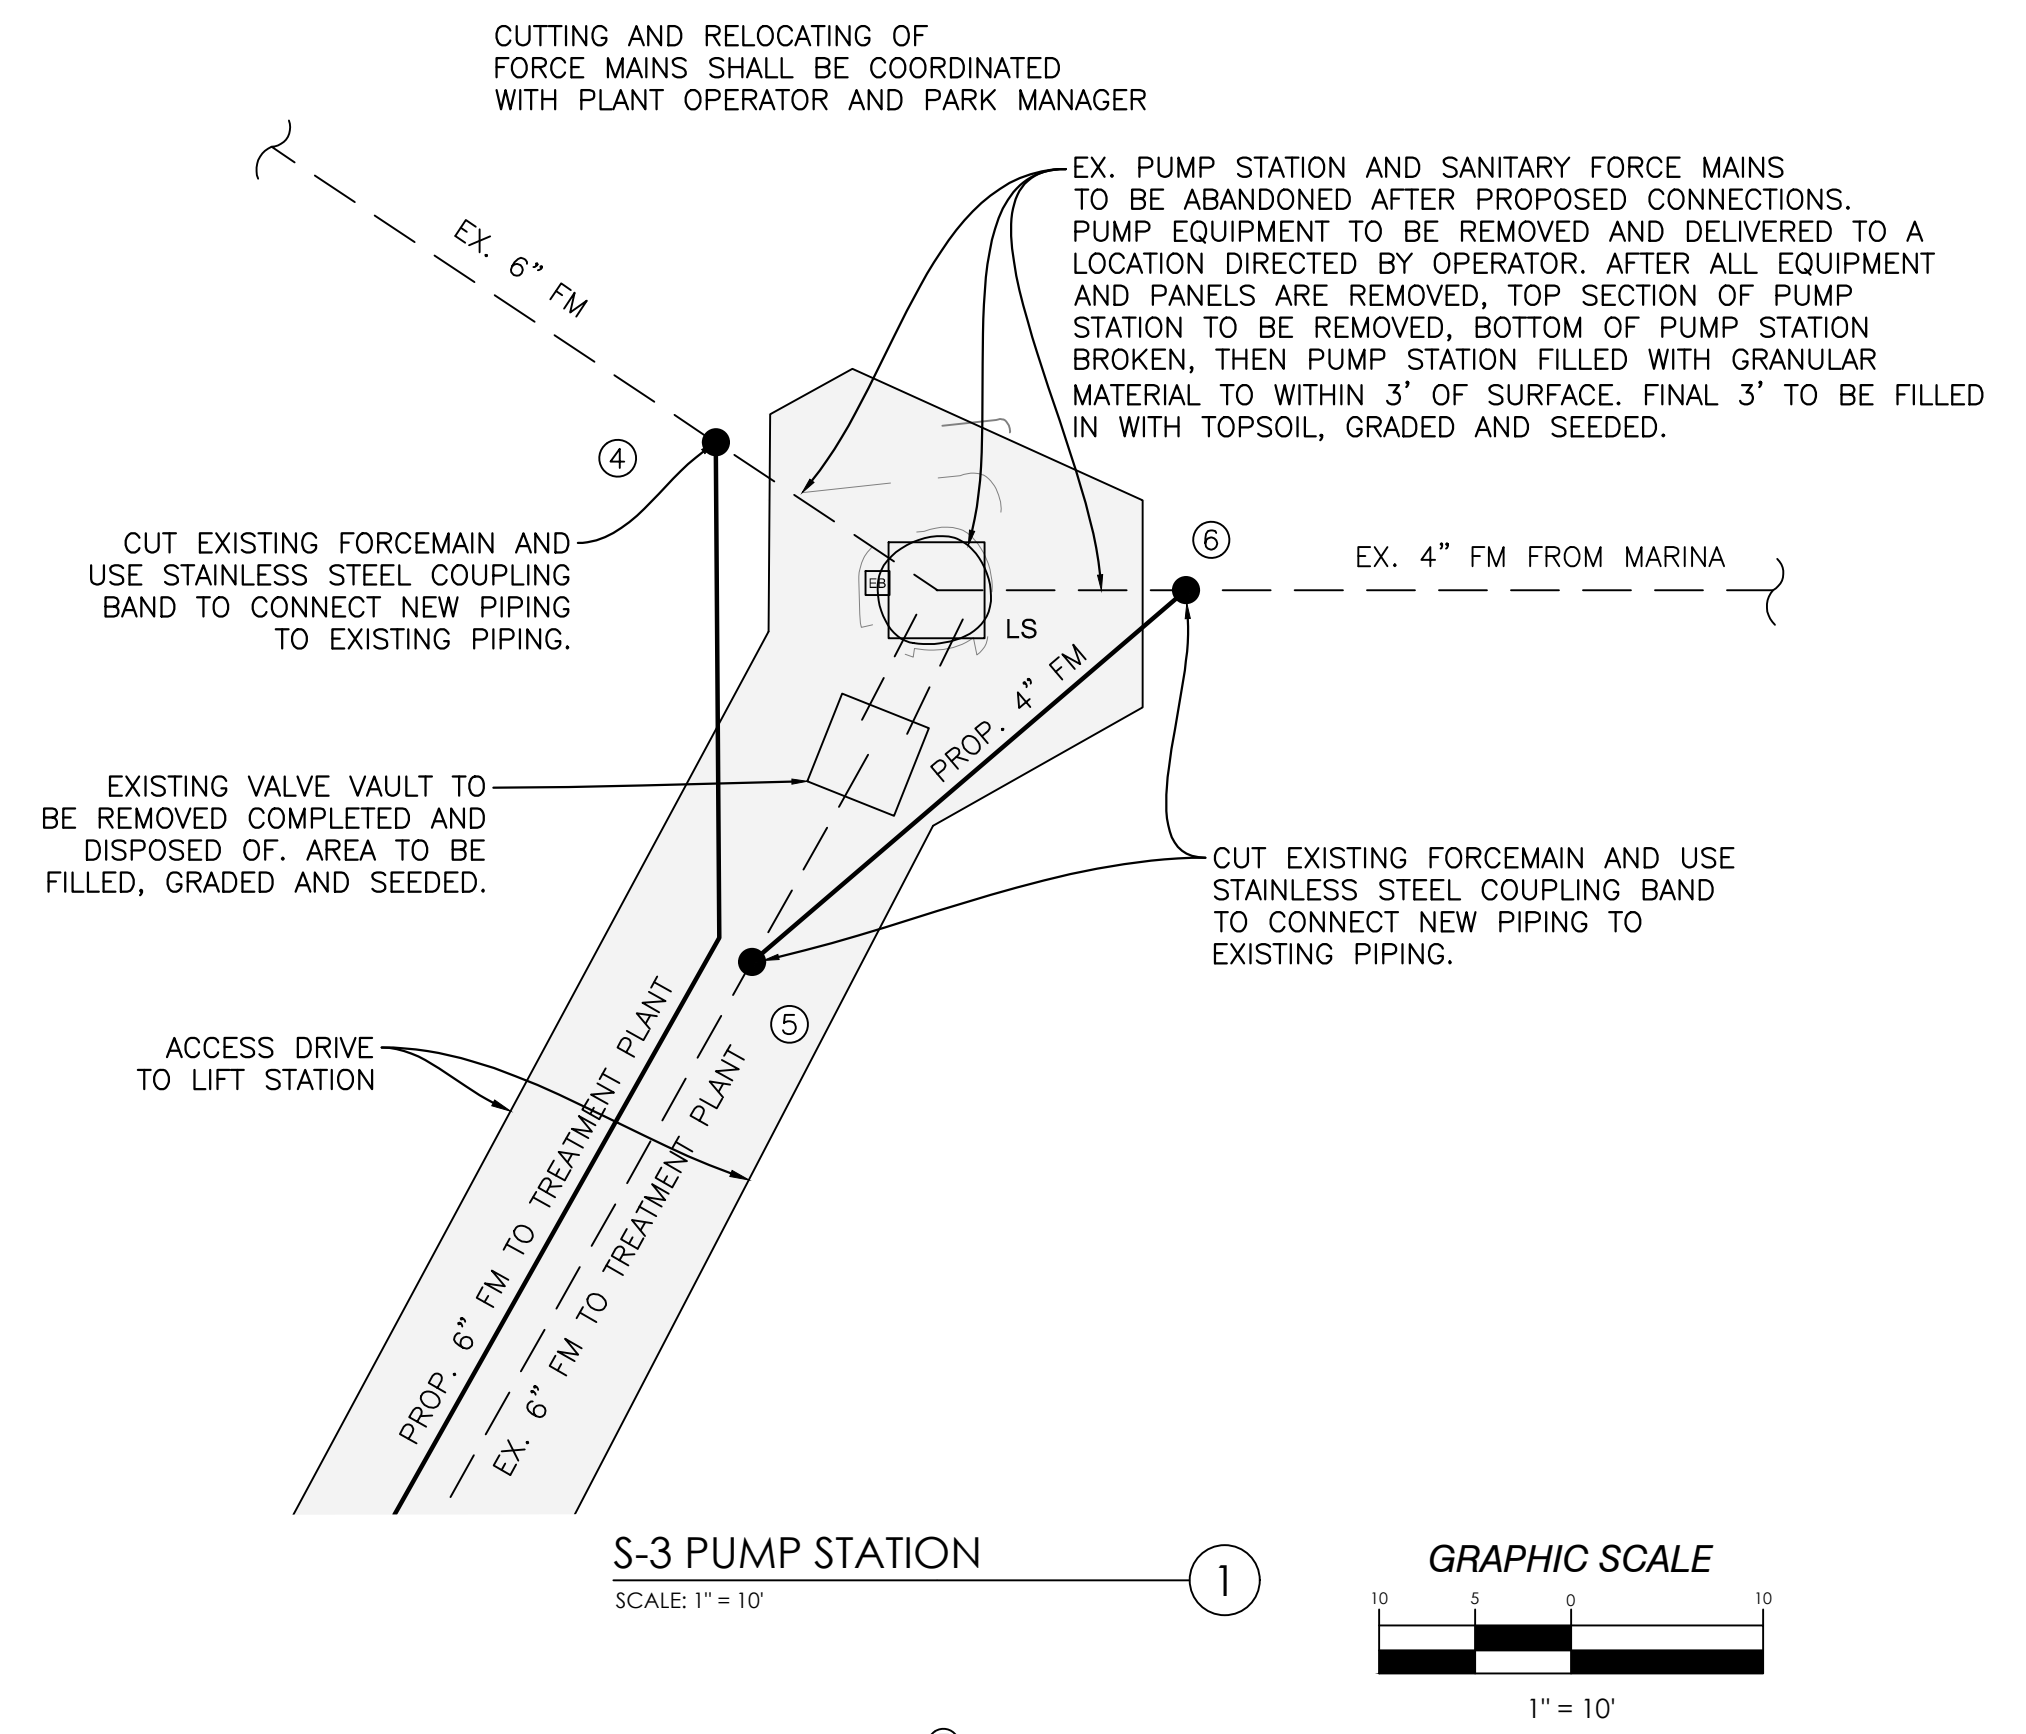 CUTTING AND RELOCATING OF
FORCE MAINS SHALL BE COORDINATED
WITH PLANT OPERATOR AND PARK MANAGER
EX. PUMP STATION AND SANITARY FORCE MAINS
TO BE ABANDONED AFTER PROPOSED CONNECTIONS.
PUMP EQUIPMENT TO BE REMOVED AND DELIVERED TO A
LOCATION DIRECTED BY OPERATOR. AFTER ALL EQUIPMENT
AND PANELS ARE REMOVED, TOP SECTION OF PUMP
STATION TO BE REMOVED, BOTTOM OF PUMP STATION
BROKEN, THEN PUMP STATION FILLED WITH GRANULAR
MATERIAL TO WITHIN 3' OF SURFACE. FINAL 3' TO BE FILLED
IN WITH TOPSOIL, GRADED AND SEEDED.
EX. 6" FM
4
CUT EXISTING FORCEMAIN AND
USE STAINLESS STEEL COUPLING
BAND TO CONNECT NEW PIPING
TO EXISTING PIPING.
6
EX. 4" FM FROM MARINA
EB
LS
PROP. 4" FM
EXISTING VALVE VAULT TO
BE REMOVED COMPLETED AND
DISPOSED OF. AREA TO BE
FILLED, GRADED AND SEEDED.
CUT EXISTING FORCEMAIN AND USE
STAINLESS STEEL COUPLING BAND
TO CONNECT NEW PIPING TO
EXISTING PIPING.
5
ACCESS DRIVE
TO LIFT STATION
PROP. 6" FM TO TREATMENT PLANT
EX. 6" FM TO TREATMENT PLANT
S-3 PUMP STATION
SCALE: 1" = 10'
1
GRAPHIC SCALE
10 5 0 10
1" = 10'